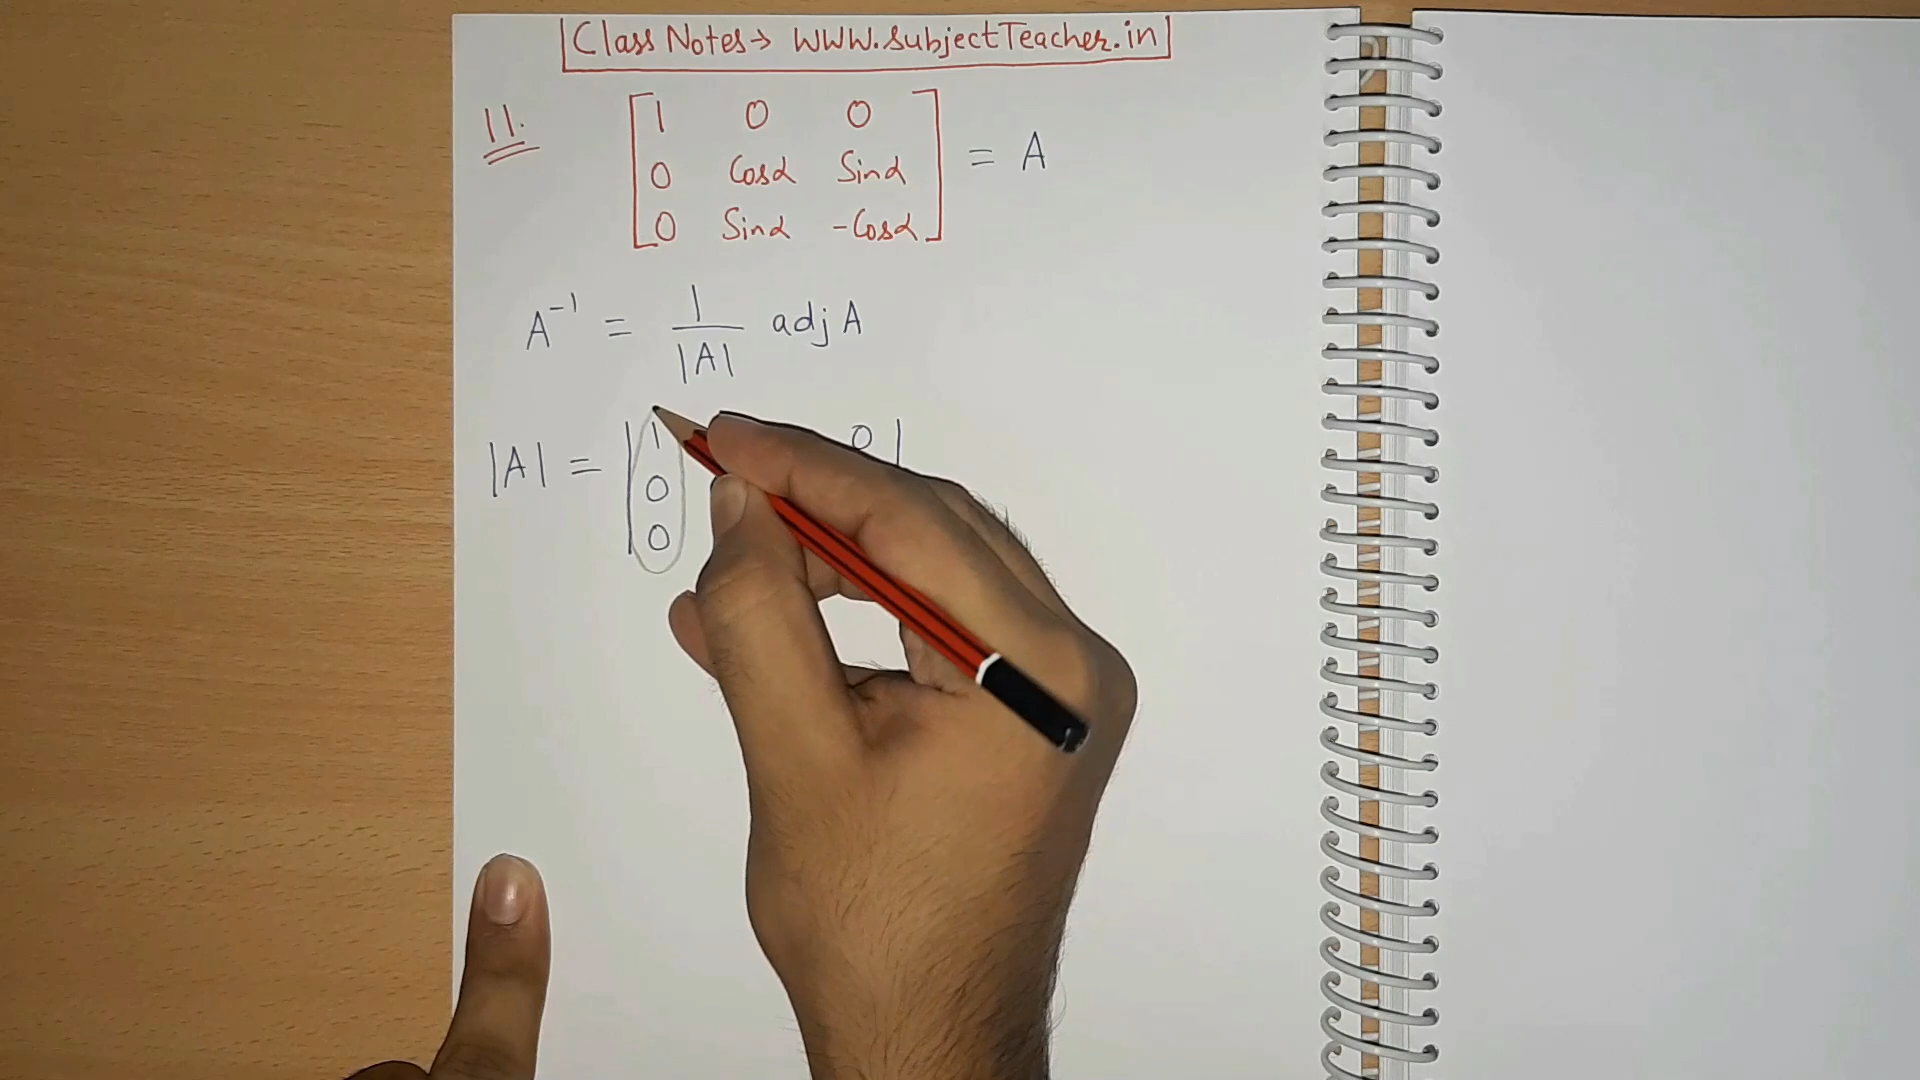 Class Notes → WWW.SubjectTeacher.in
11. [1 0 0
0 Cosα Sinα
0 Sinα -Cosα] = A
A⁻¹ = 1/|A| adj A
|A| = |1 0|
0
0